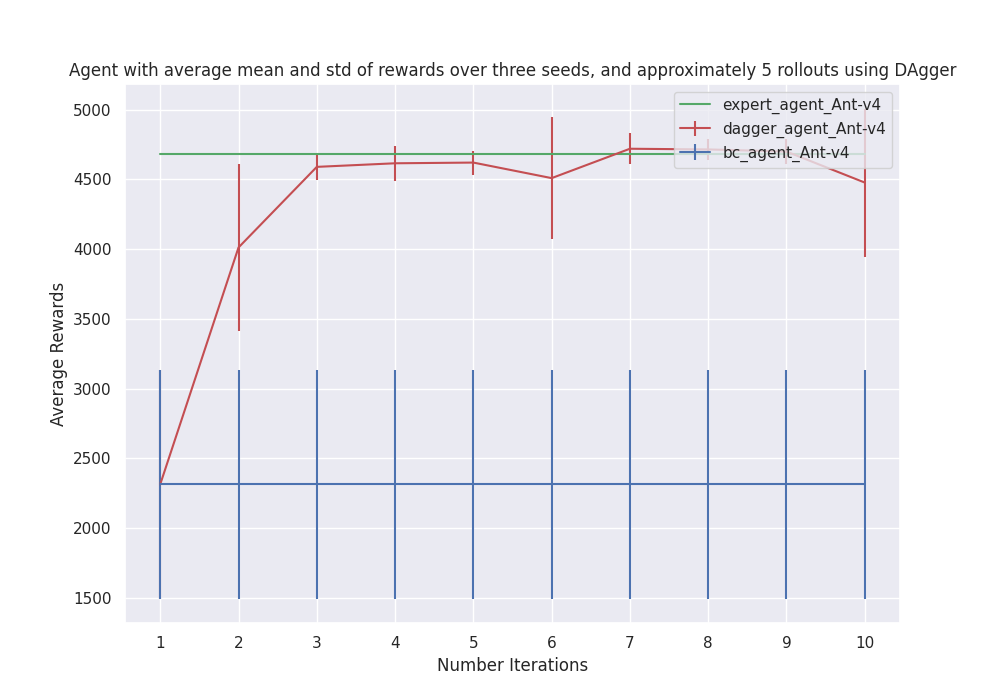 Agent with average mean and std of rewards over three seeds, and approximately 5 rollouts using DAgger
expert_agent_Ant-v4
dagger_agent_Ant-v4
bc_agent_Ant-v4
Average Rewards
5000
4500
4000
3500
3000
2500
2000
1500
1 2 3 4 5 6 7 8 9 10
Number Iterations